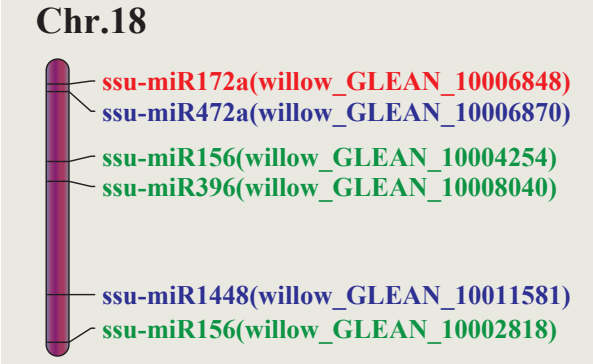 Chr.18
ssu-miR172a(willow_GLEAN_10006848)
ssu-miR472a(willow_GLEAN_10006870)
ssu-miR156(willow_GLEAN_10004254)
ssu-miR396(willow_GLEAN_10008040)
ssu-miR1448(willow_GLEAN_10011581)
ssu-miR156(willow_GLEAN_10002818)